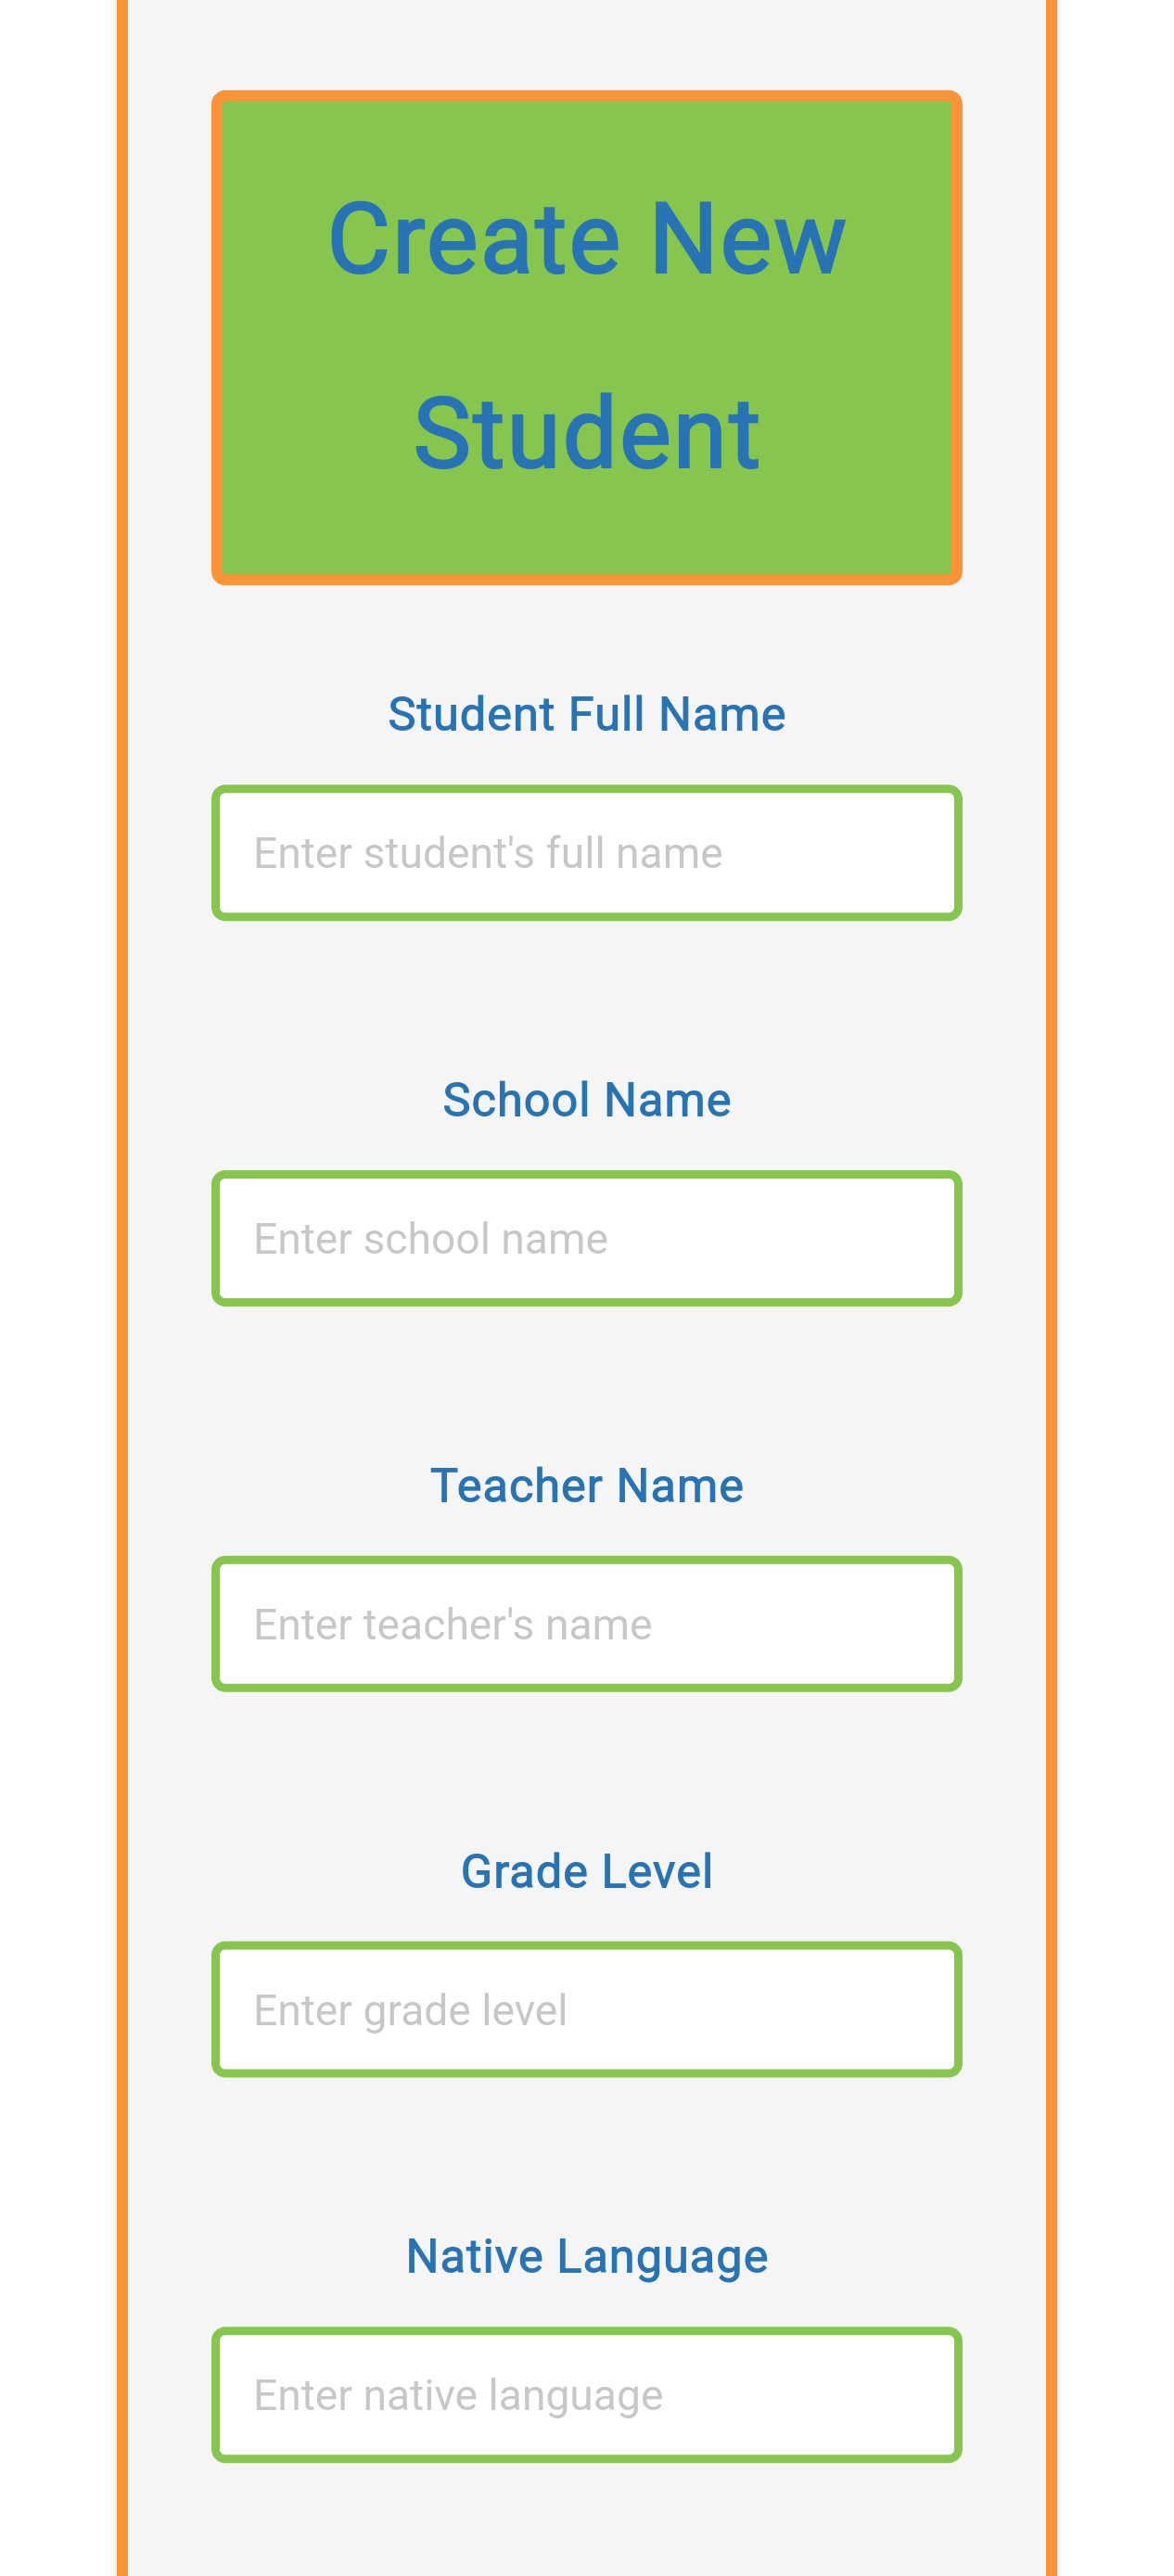 Create New
Student
Student Full Name
Enter student's full name
School Name
Enter school name
Teacher Name
Enter teacher's name
Grade Level
Enter grade level
Native Language
Enter native language